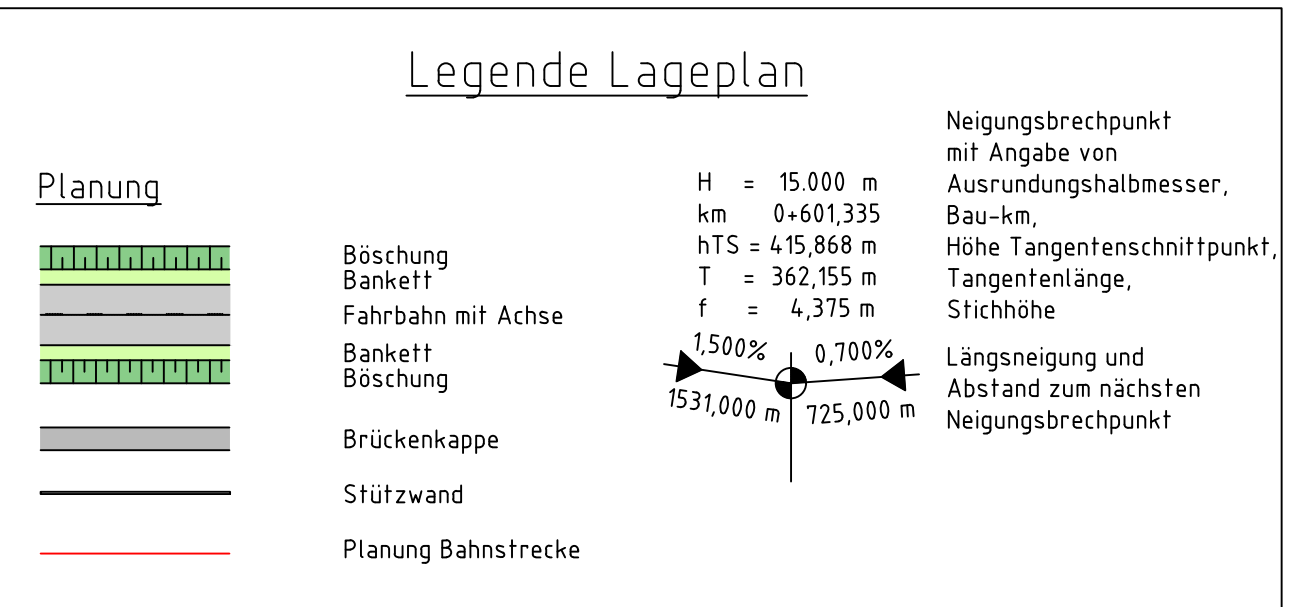 Legende Lageplan
Planung
Böschung
Bankett
Fahrbahn mit Achse
Bankett
Böschung
Brückenkappe
Stützwand
Planung Bahnstrecke
H = 15.000 m
km 0+601,335
hTS = 415,868 m
T = 362,155 m
f = 4,375 m
1,500% 0,700%
1531,000 m 725,000 m
Neigungsbrechpunkt
mit Angabe von
Ausrundungshalbmesser,
Bau-km,
Höhe Tangentenschnittpunkt,
Tangentenlänge,
Stichhöhe
Längsneigung und
Abstand zum nächsten
Neigungsbrechpunkt